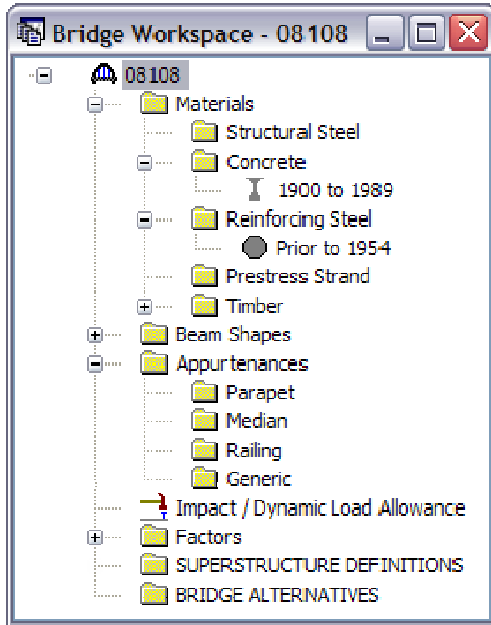 Bridge Workspace - 08108
08108
Materials
Structural Steel
Concrete
1900 to 1989
Reinforcing Steel
Prior to 1954
Prestress Strand
Timber
Beam Shapes
Appurtenances
Parapet
Median
Railing
Generic
Impact / Dynamic Load Allowance
Factors
SUPERSTRUCTURE DEFINITIONS
BRIDGE ALTERNATIVES